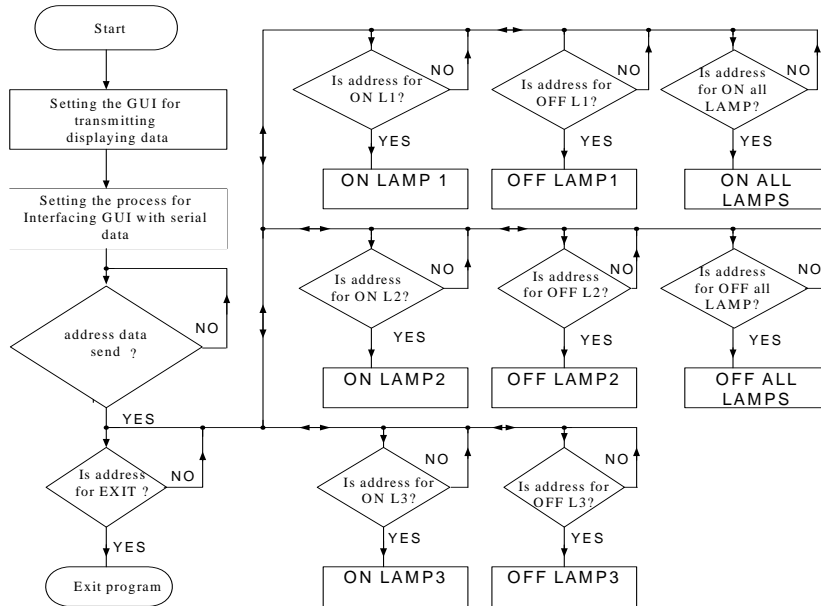 Start
Setting the GUI for
transmitting
displaying data
Setting the process for
Interfacing GUI with serial
data
address data
send ?
NO
YES
Is address
for EXIT ?
NO
YES
Exit program
Is address for
ON L1?
NO
YES
ON LAMP 1
Is address for
OFF L1?
NO
YES
OFF LAMP1
Is address
for ON all
LAMP?
NO
YES
ON ALL
LAMPS
Is address
for ON L2?
NO
YES
ON LAMP2
Is address
for OFF L2?
NO
YES
OFF LAMP2
Is address
for OFF all
LAMP?
NO
YES
OFF ALL
LAMPS
Is address for
ON L3?
NO
YES
ON LAMP3
Is address for
OFF L3?
NO
YES
OFF LAMP3